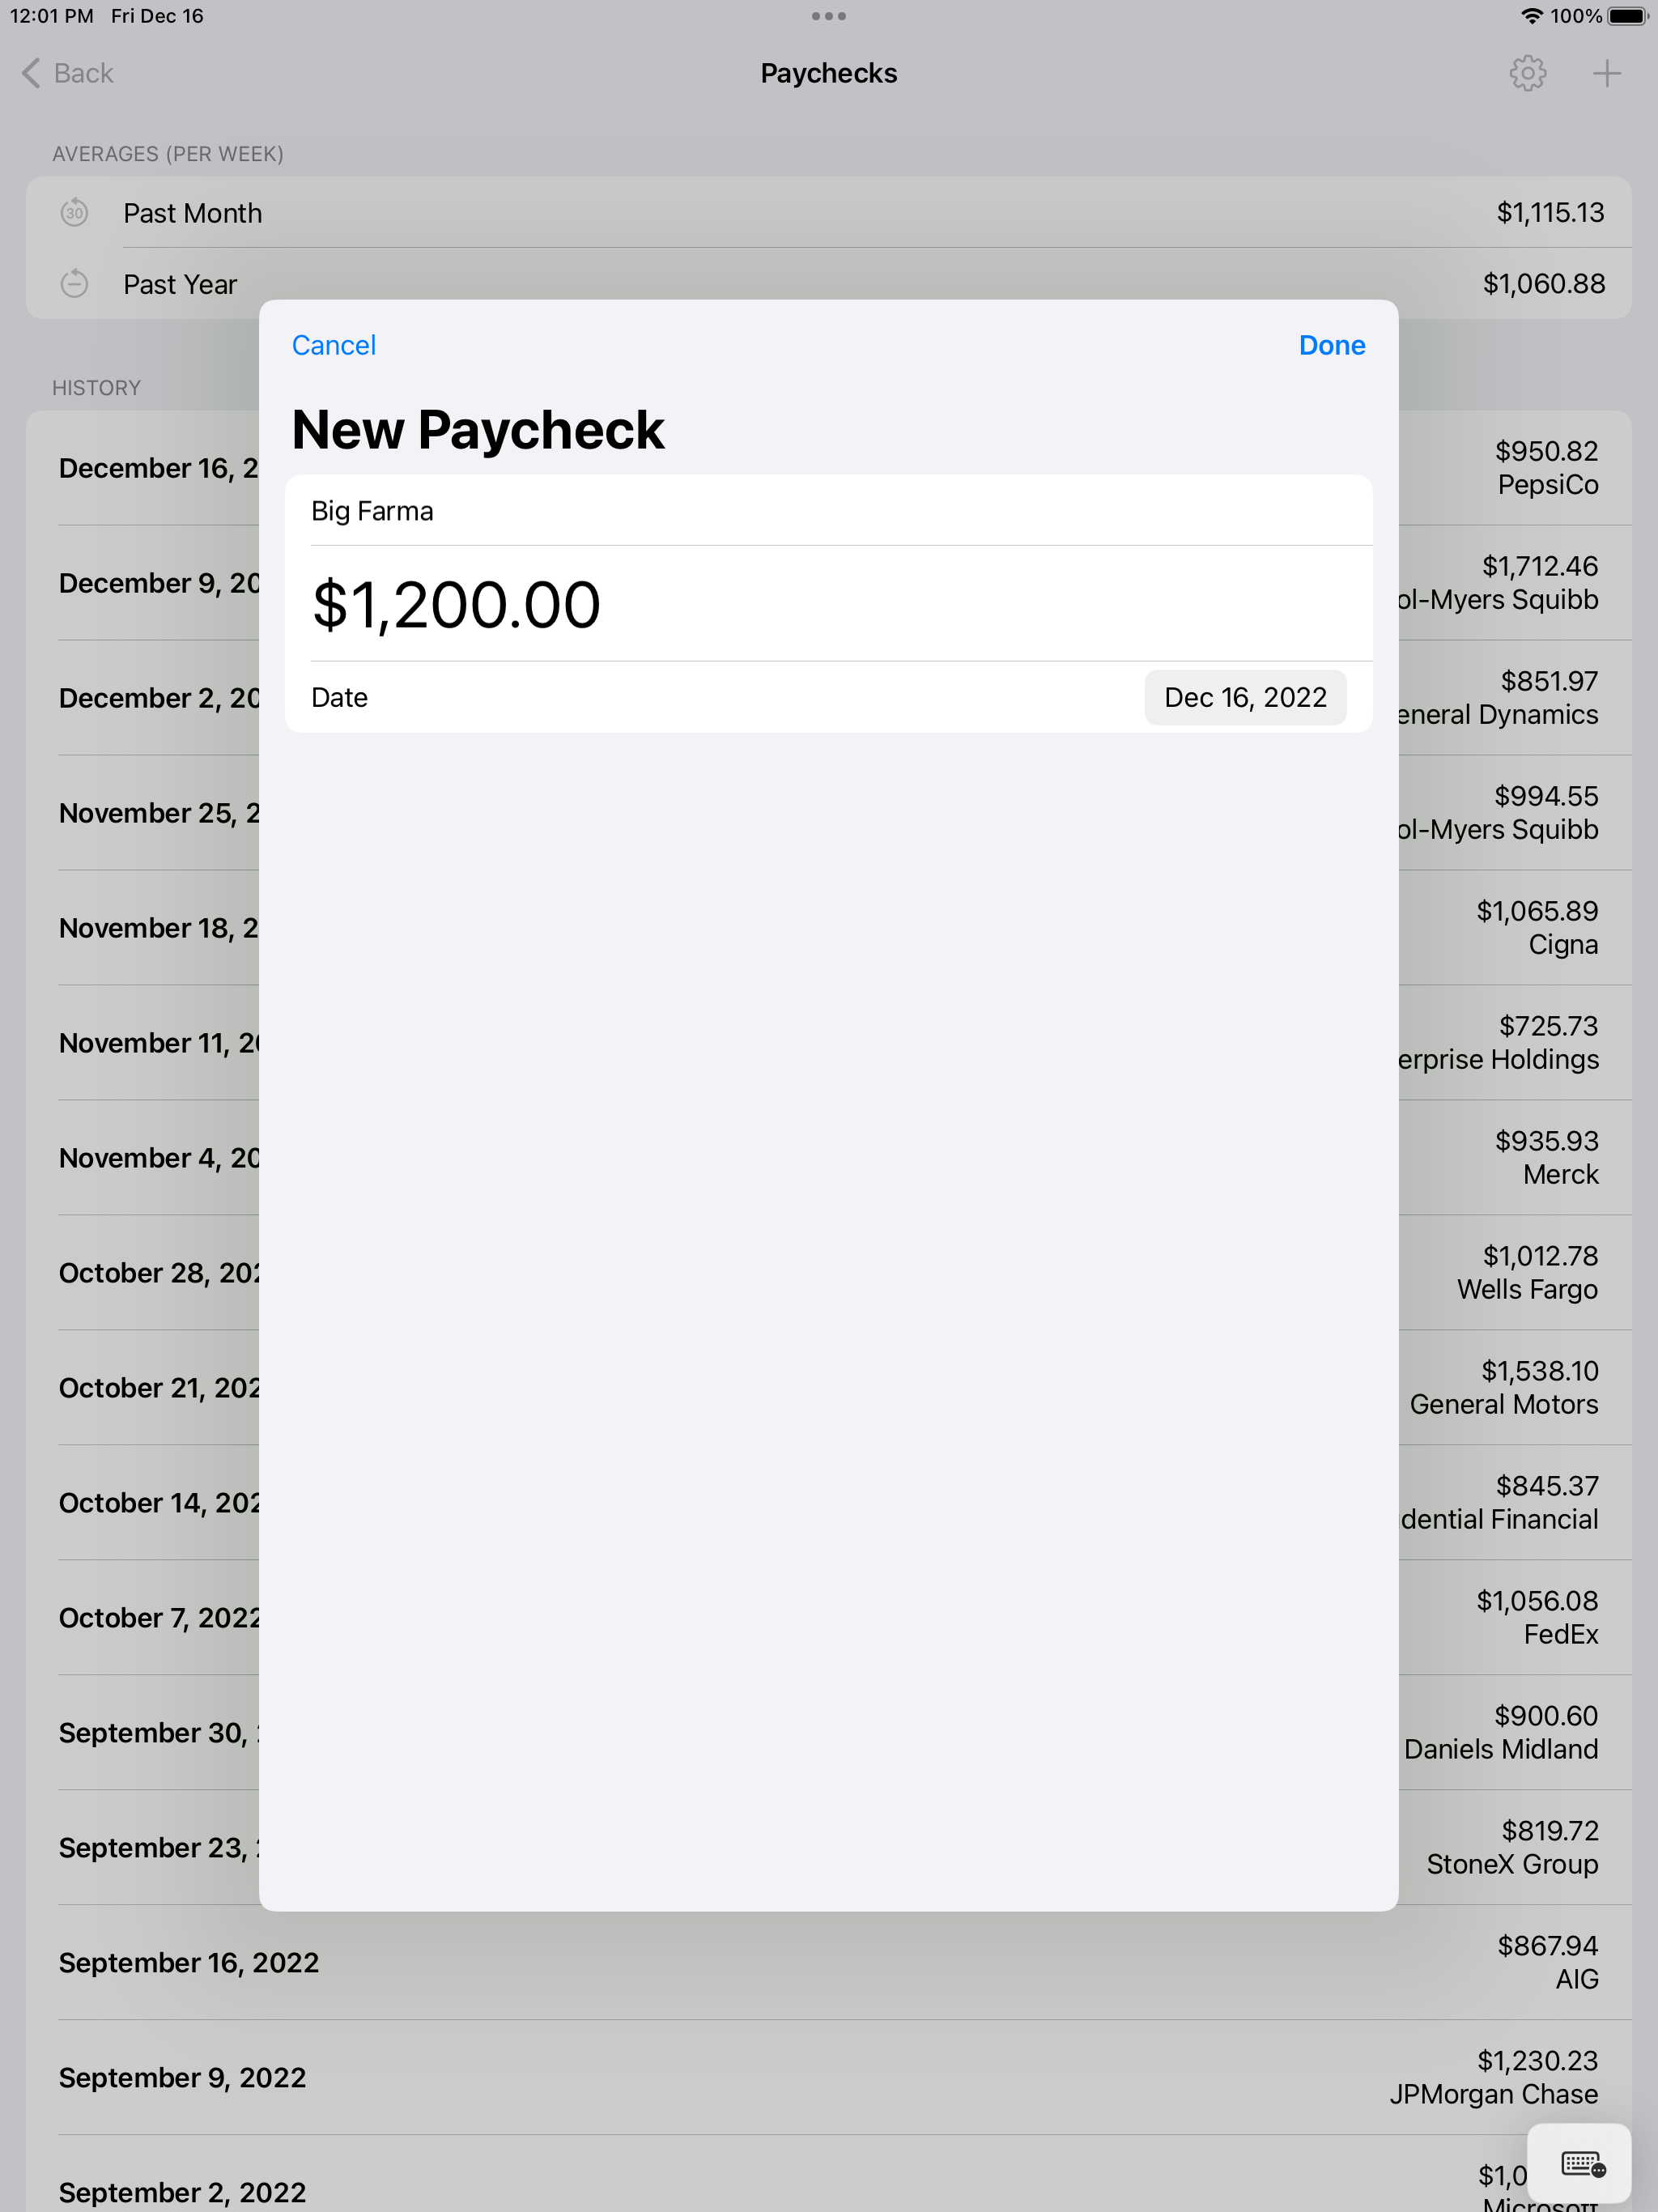 12:01 PM Fri Dec 16
100%
Back
Paychecks
AVERAGES (PER WEEK)
30
Past Month
$1,115.13
Past Year
$1,060.88
Cancel
Done
New Paycheck
Big Farma
$1,200.00
Date
Dec 16, 2022
HISTORY
December 16, 2
$950.82
PepsiCo
December 9, 20
$1,712.46
ol-Myers Squibb
December 2, 20
$851.97
eneral Dynamics
November 25, 2
$994.55
ol-Myers Squibb
November 18, 2
$1,065.89
Cigna
November 11, 20
$725.73
erprise Holdings
November 4, 20
$935.93
Merck
October 28, 202
$1,012.78
Wells Fargo
October 21, 202
$1,538.10
General Motors
October 14, 202
$845.37
dential Financial
October 7, 2022
$1,056.08
FedEx
September 30,
$900.60
Daniels Midland
September 23,
$819.72
StoneX Group
September 16, 2022
$867.94
AIG
September 9, 2022
$1,230.23
JPMorgan Chase
September 2, 2022
$1,0
Microsoft